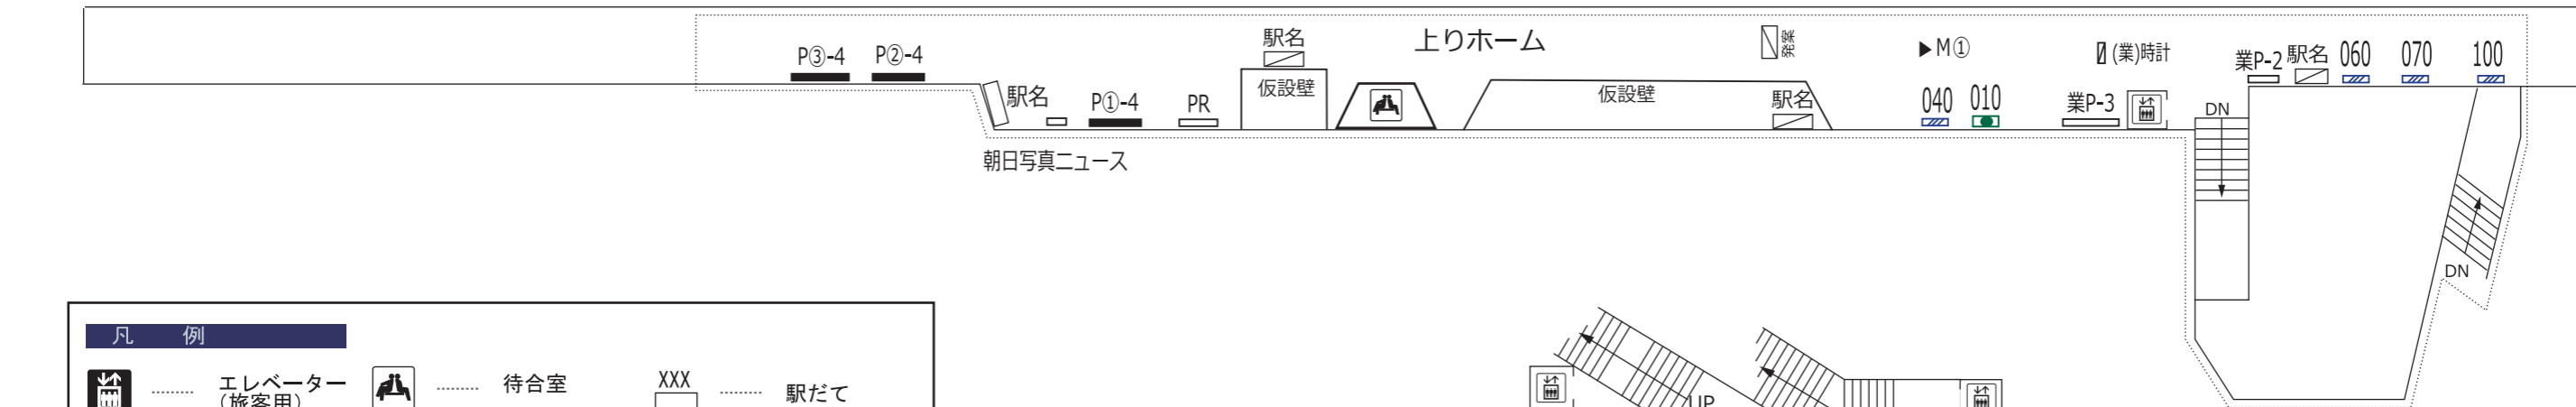 駅名
上りホーム
発業
▶M①
(業)時計
P③-4
P②-4
業P-2
駅名
060
070
100
駅名
P①-4
PR
仮設壁
仮設壁
駅名
040
010
業P-3
DN
朝日写真ニュース
DN
凡 例
エレベーター
(旅客用)
待合室
XXX
駅だて
UP